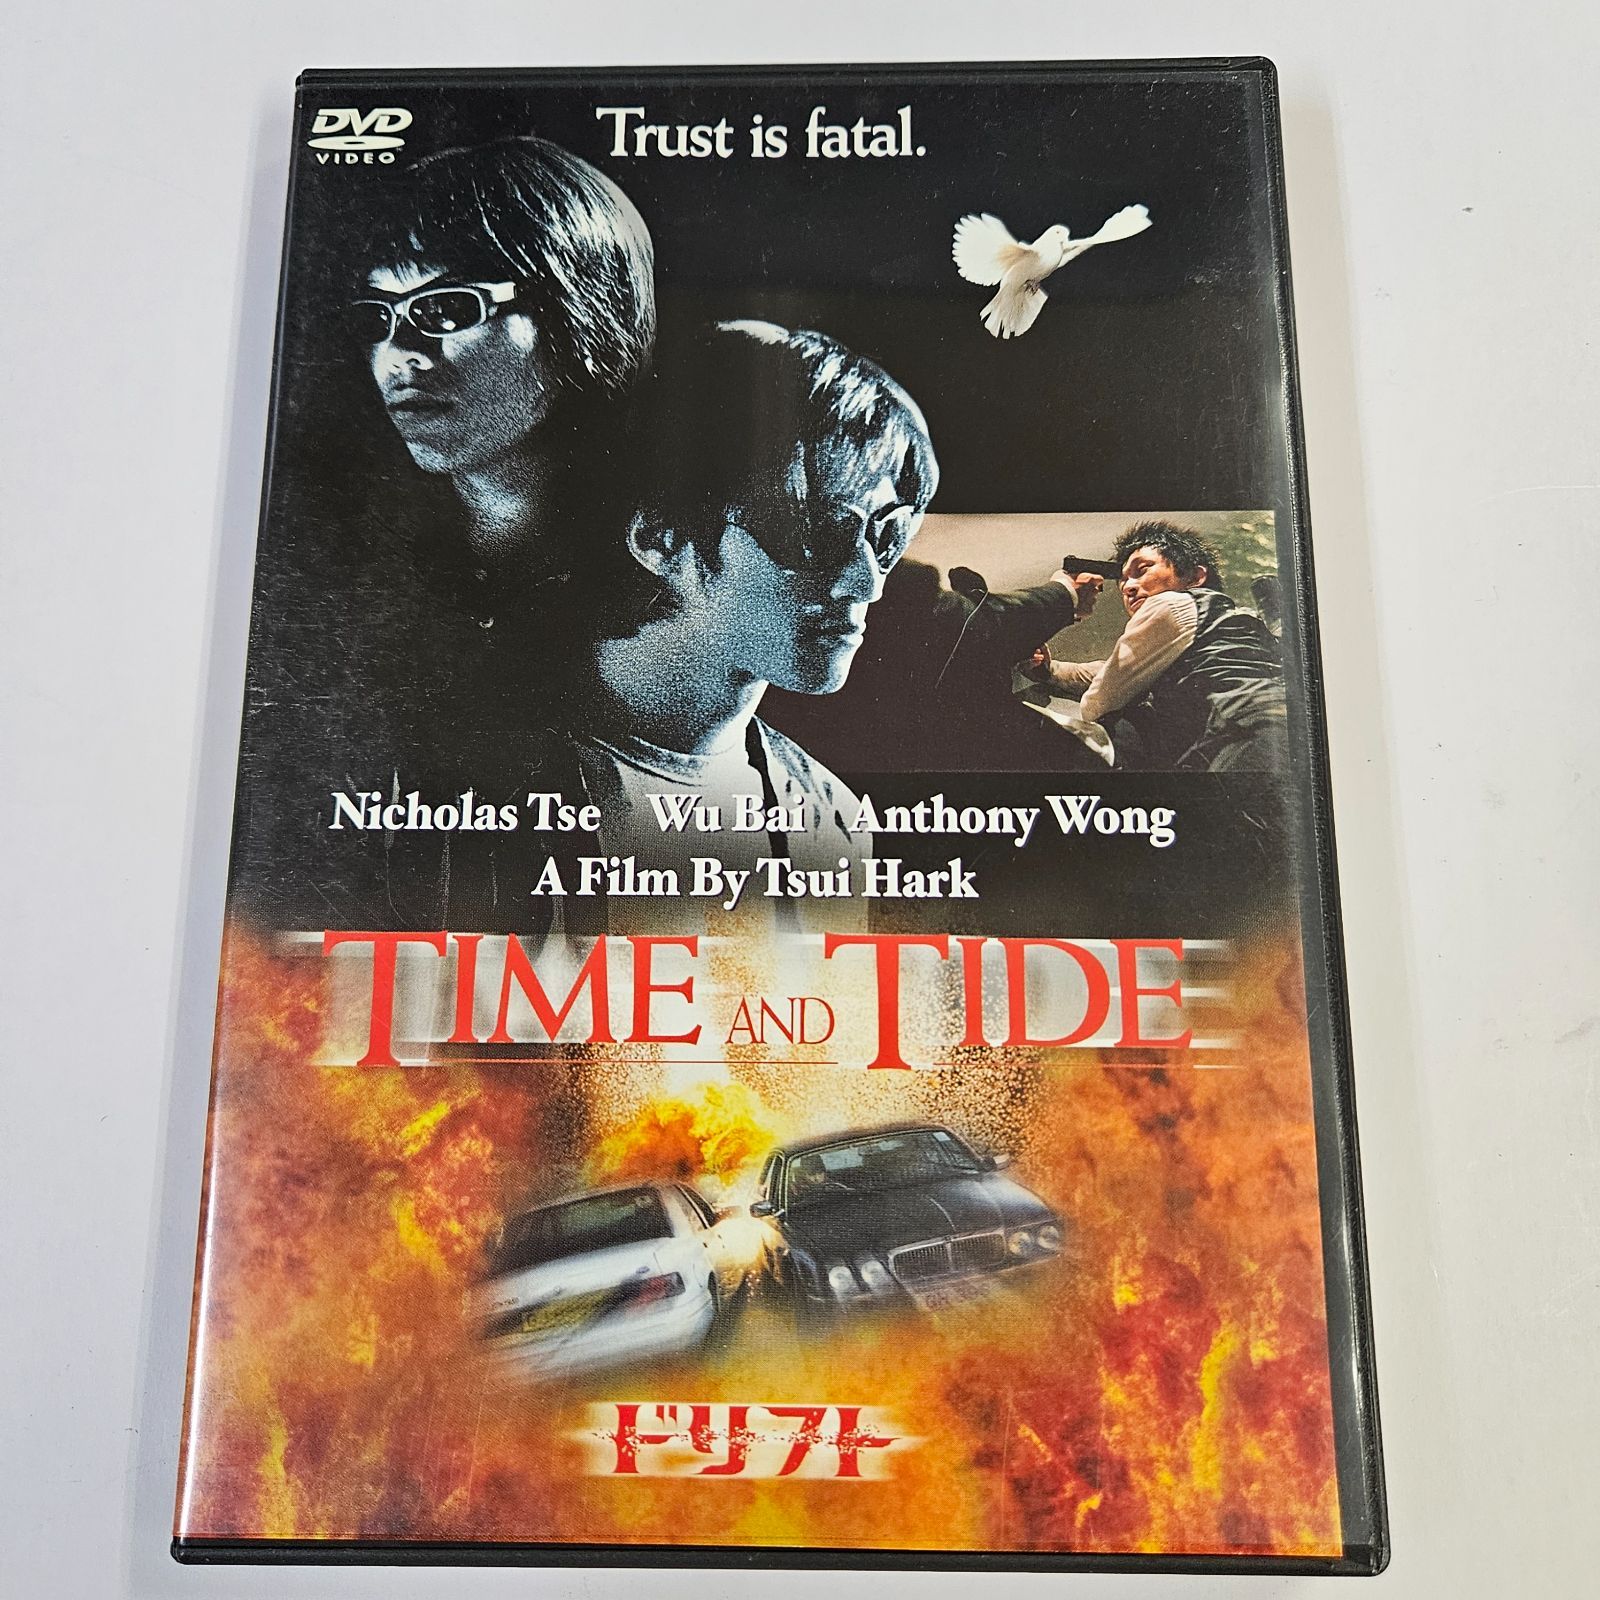 DVD
VIDEO
Trust is fatal.
Nicholas Tse Wu Bai Anthony Wong
A Film By Tsui Hark
TIME AND TIDE
ドリフト